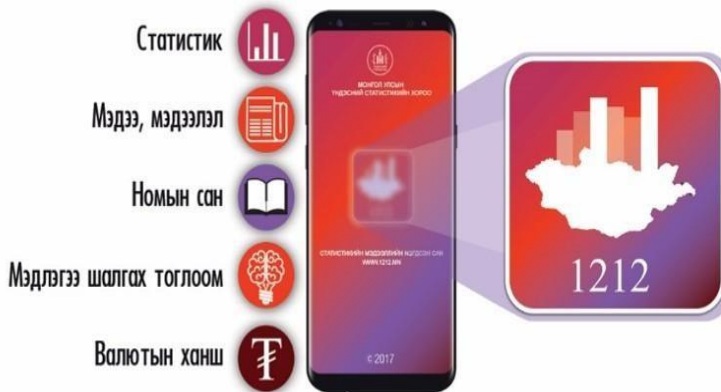 Статистик
Мэдээ, мэдээлэл
Номын сан
Мэдлэгээ шалгах тоглоом
Валютын ханш
МОНГОЛ УЛСЫН
ҮНДЭСНИЙ СТАТИСТИКИЙН ХОРОО
СТАТИСТИКИЙН МЭДЭЭЛЛИЙН НЭГДСЭН САН
WWW.1212.MN
© 2017
1212